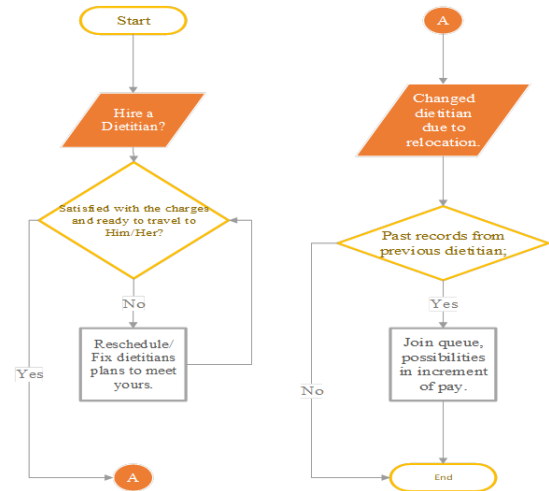 Start
Hire a
Dietitian?
Satisfied with the charges
and ready to travel to
Him/Her?
No
Reschedule/
Fix dietitians
plans to meet
yours.
Yes
A
A
Changed
dietitian
due to
relocation.
Past records from
previous dietitian;
Yes
Join queue,
possibilities
in increment
of pay.
No
End